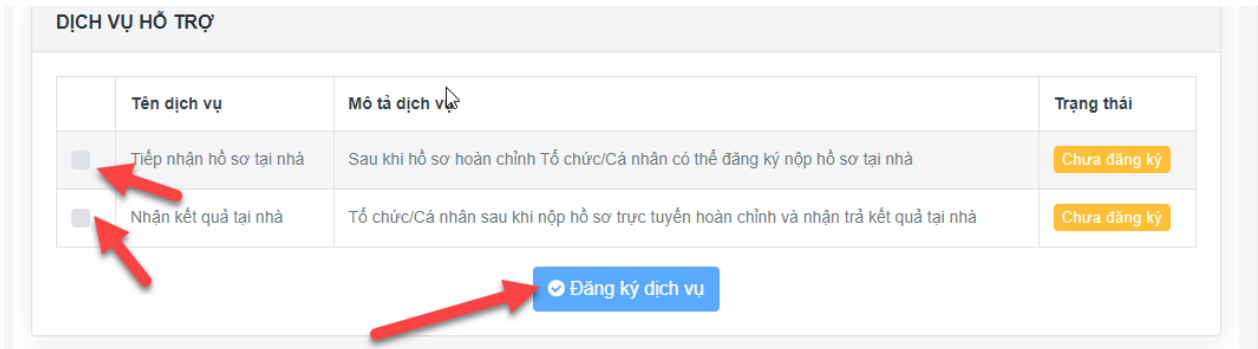 DỊCH VỤ HỖ TRỢ
Tên dịch vụ Mô tả dịch vụ Trạng thái
Tiếp nhận hồ sơ tại nhà Sau khi hồ sơ hoàn chỉnh Tổ chức/Cá nhân có thể đăng ký nộp hồ sơ tại nhà Chưa đăng ký
Nhận kết quả tại nhà Tổ chức/Cá nhân sau khi nộp hồ sơ trực tuyến hoàn chỉnh và nhận trả kết quả tại nhà Chưa đăng ký
Đăng ký dịch vụ